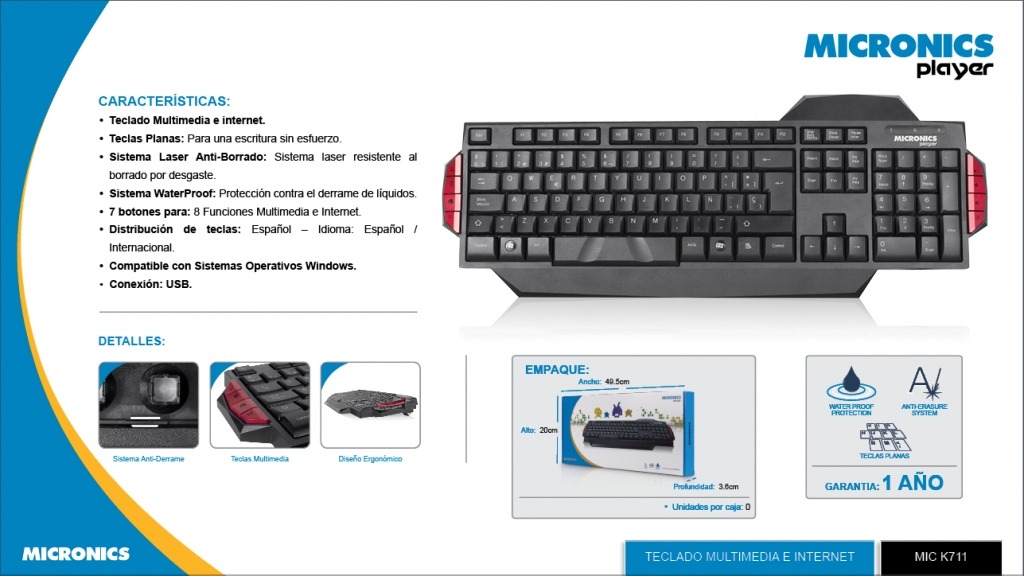 MICRONICS
player
CARACTERÍSTICAS:
• Teclado Multimedia e internet.
• Teclas Planas: Para una escritura sin esfuerzo.
• Sistema Laser Anti-Borrado: Sistema laser resistente al
borrado por desgaste.
• Sistema WaterProof: Protección contra el derrame de líquidos.
• 7 botones para: 8 Funciones Multimedia e Internet.
• Distribución de teclas: Español – Idioma: Español /
Internacional.
• Compatible con Sistemas Operativos Windows.
• Conexión: USB.
MICRONICS
player
Q W E R T Y U I O P
A S D F G H J K L Ñ
Z X C V B N M
DETALLES:
Sistema Anti-Derrame
Teclas Multimedia
Diseño Ergonómico
EMPAQUE:
Ancho: 49.5cm
MICRONICS
Alto: 20cm
Profundidad: 3.6cm
• Unidades por caja: 0
WATER PROOF
PROTECTION
ANTI-ERASURE
SYSTEM
TECLAS PLANAS
GARANTIA: 1 AÑO
MICRONICS
TECLADO MULTIMEDIA E INTERNET
MIC K711